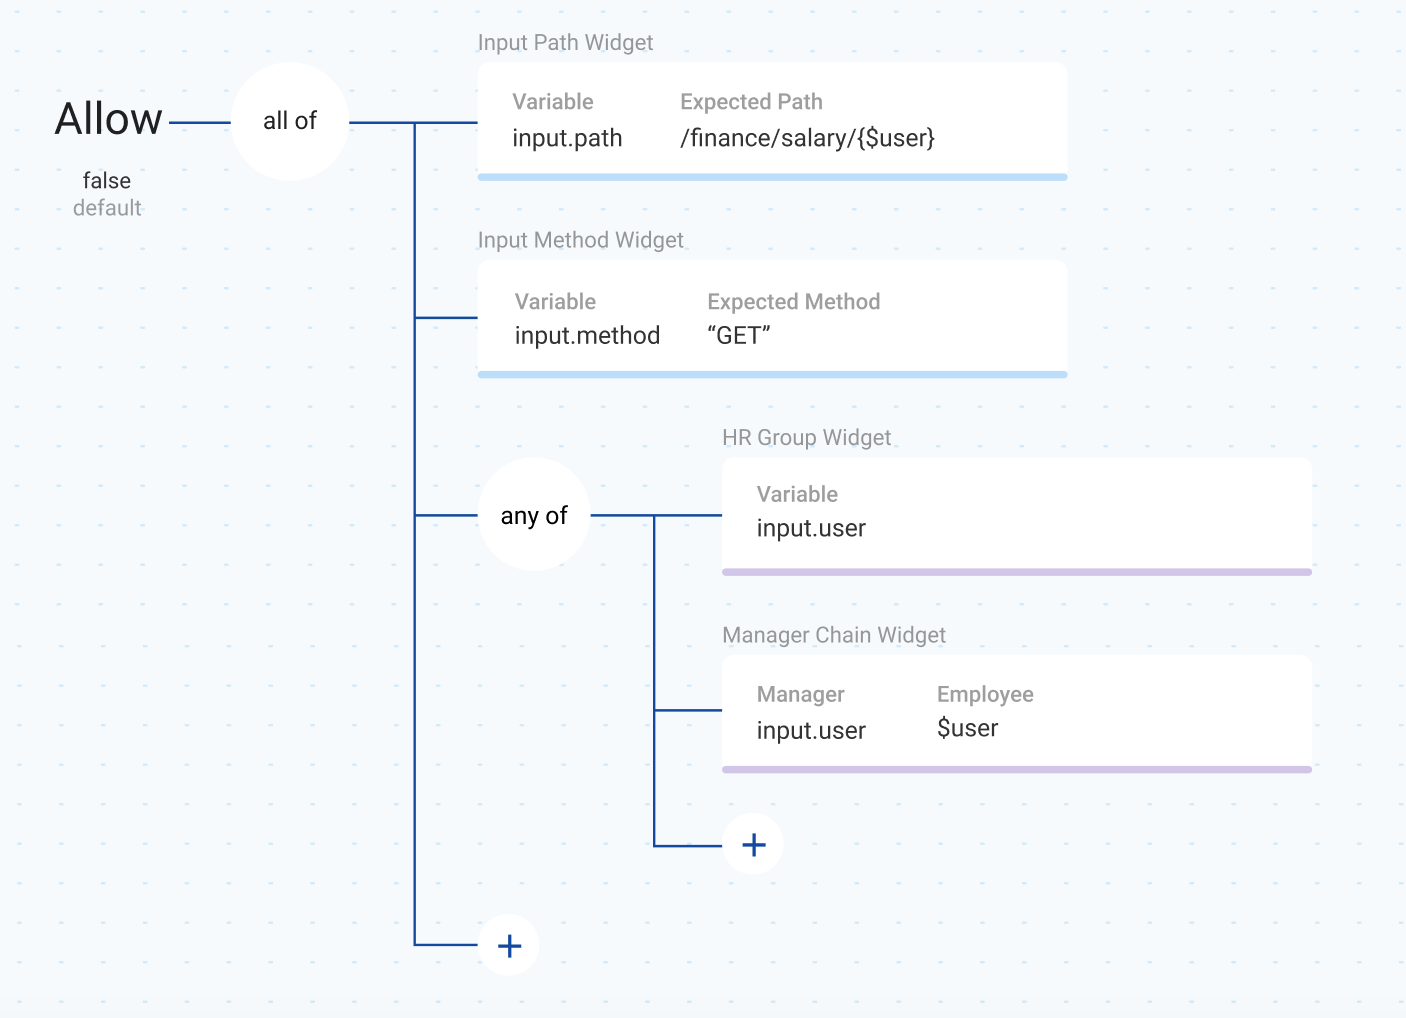 Input Path Widget
Allow
all of
Variable Expected Path
input.path /finance/salary/{$user}
false
default
Input Method Widget
Variable Expected Method
input.method “GET”
HR Group Widget
any of
Variable
input.user
Manager Chain Widget
Manager Employee
input.user $user
+
+